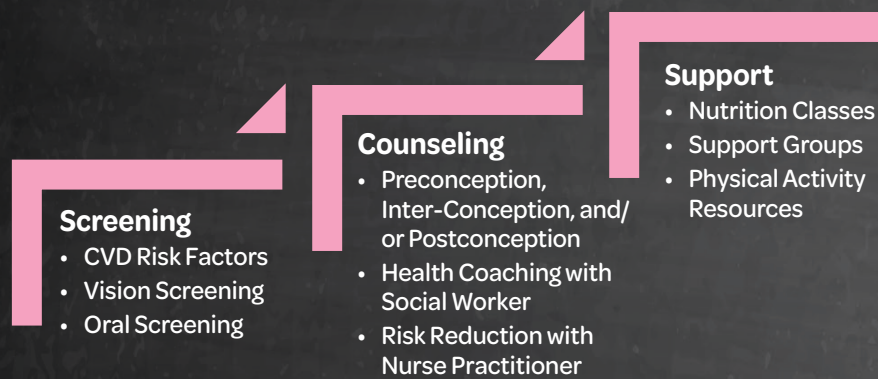 Screening
• CVD Risk Factors
• Vision Screening
• Oral Screening
Counseling
• Preconception,
Inter-Conception, and/
or Postconception
• Health Coaching with
Social Worker
• Risk Reduction with
Nurse Practitioner
Support
• Nutrition Classes
• Support Groups
• Physical Activity
Resources